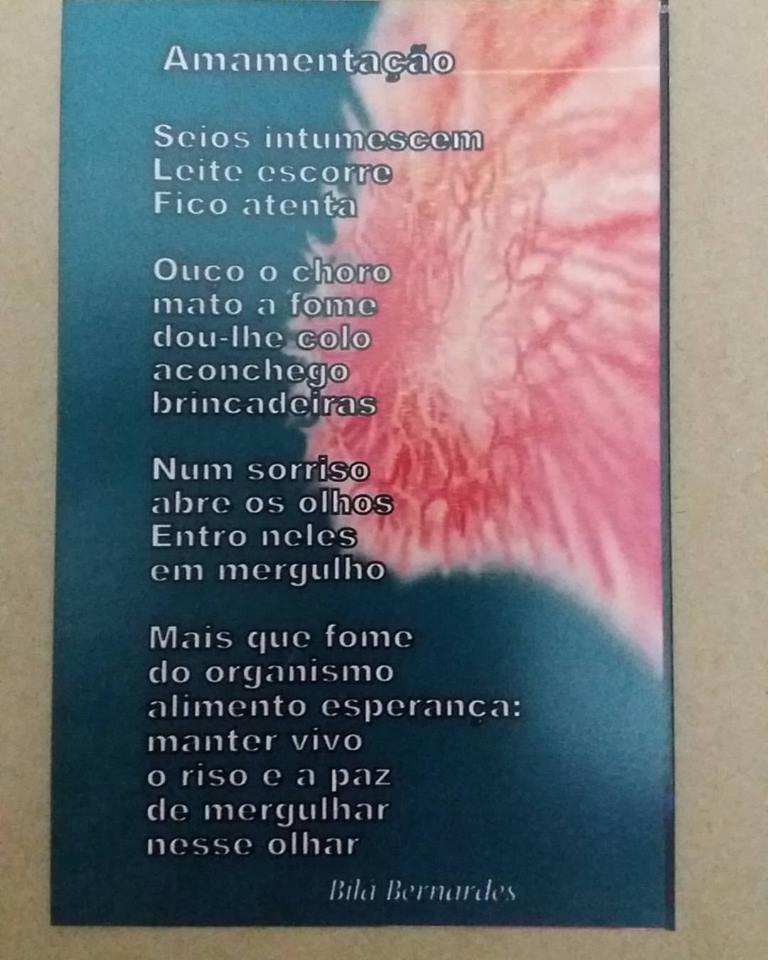 Amamentação
Seios intumescem
Leite escorre
Fico atenta
Ouço o choro
mato a fome
dou-lhe colo
aconchego
brincadeiras
Num sorriso
abre os olhos
Entro neles
em mergulho
Mais que fome
do organismo
alimento esperança:
manter vivo
o riso e a paz
de mergulhar
nesse olhar
Bilá Bernardes